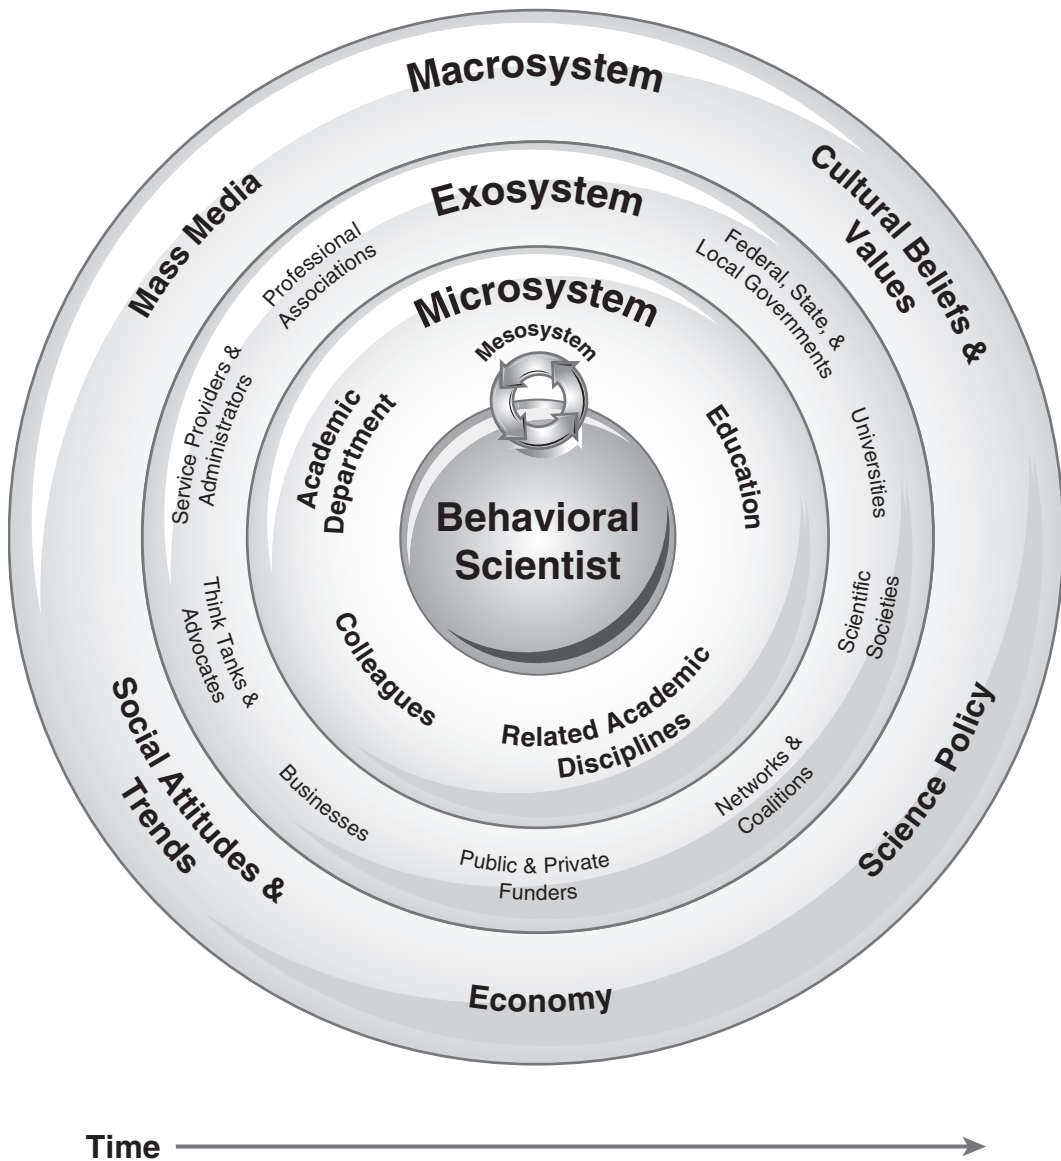 Macrosystem
Mass Media
Cultural Beliefs &
Values
Exosystem
Professional
Associations
Federal, State, &
Local Governments
Microsystem
Mesosystem
Service Providers &
Administrators
Academic
Department
Education
Universities
Behavioral
Scientist
Think Tanks &
Advocates
Colleagues
Related Academic
Disciplines
Scientific
Societies
Social Attitudes &
Trends
Businesses
Public & Private
Funders
Networks &
Coalitions
Science Policy
Economy
Time